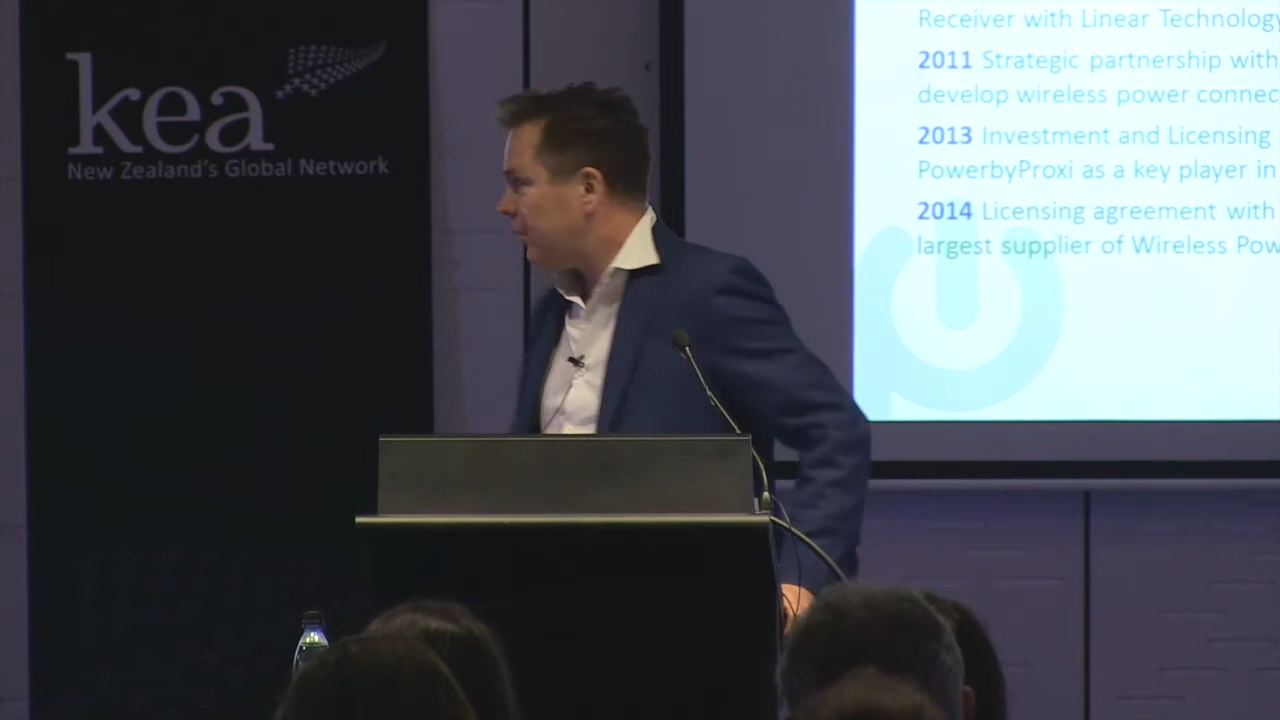 kea
New Zealand's Global Network
Receiver with Linear Technology
2011 Strategic partnership with
develop wireless power connec
2013 Investment and Licensing
PowerbyProxi as a key player in
2014 Licensing agreement with
largest supplier of Wireless Pow